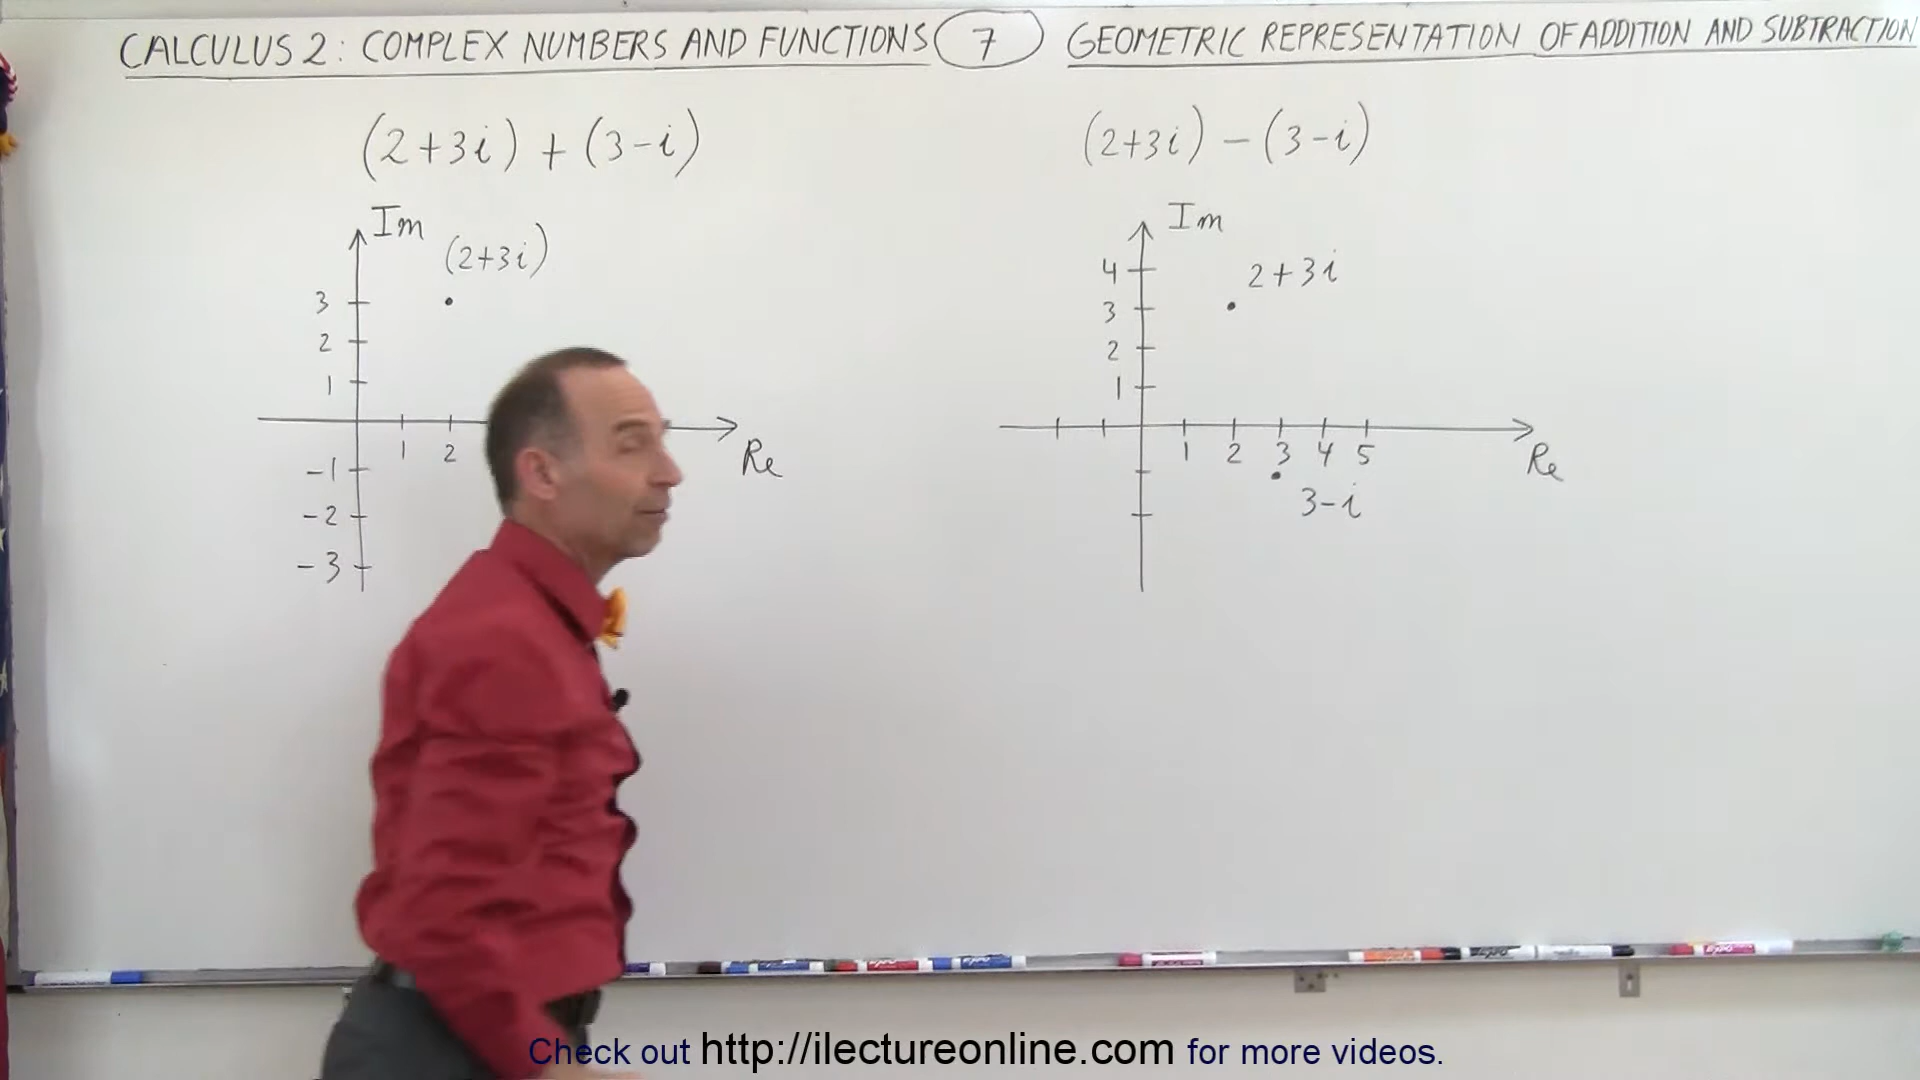 CALCULUS 2: COMPLEX NUMBERS AND FUNCTIONS 7 GEOMETRIC REPRESENTATION OF ADDITION AND SUBTRACTION
(2+3i) + (3-i)
Im
(2+3i)
3
2
1
1 2
Re
-1
-2
-3
(2+3i) - (3-i)
Im
4
2+3i
3
2
1
1 2 3 4 5
Re
3-i
Check out http://ilectureonline.com for more videos.